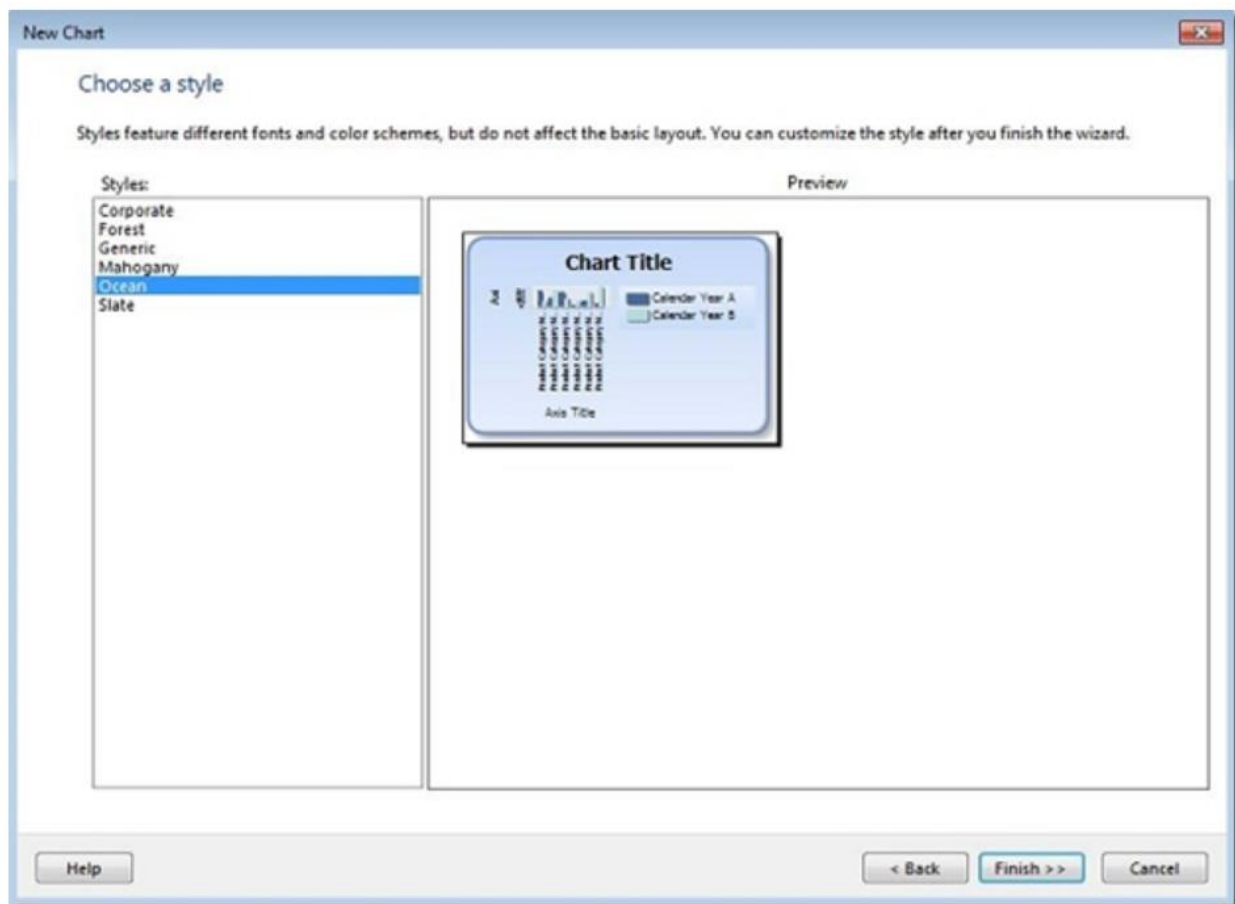 New Chart
Choose a style
Styles feature different fonts and color schemes, but do not affect the basic layout. You can customize the style after you finish the wizard.
Styles:
Preview
Corporate
Forest
Generic
Mahogany
Ocean
Slate
Chart Title
Calendar Year A
Calendar Year B
Axis Title
Help
< Back
Finish >>
Cancel